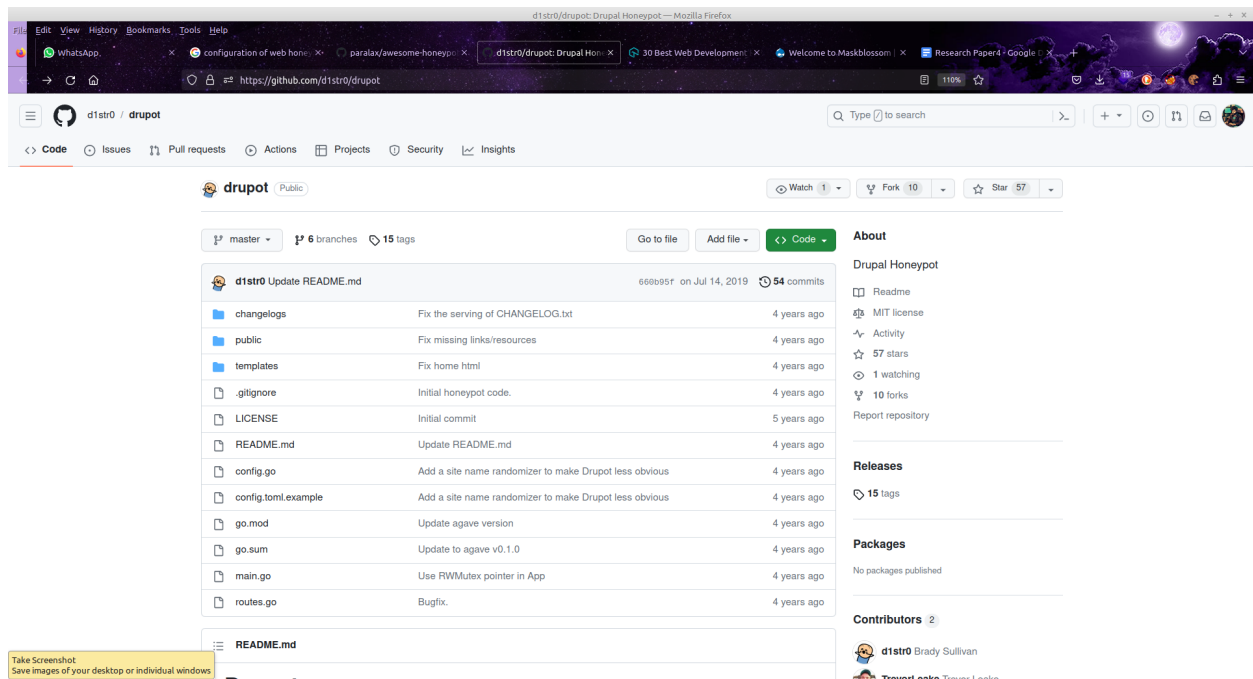 d1str0/drupot: Drupal Honeypot — Mozilla Firefox
File Edit View History Bookmarks Tools Help
WhatsApp
configuration of web hone
paralax/awesome-honeypo
d1str0/drupot: Drupal Hone
30 Best Web Development
Welcome to Maskblossom |
Research Paper4 - Google D
https://github.com/d1str0/drupot
110%
15
d1str0 / drupot
Type / to search
Code Issues Pull requests Actions Projects Security Insights
drupot Public
Watch 1
Fork 10
Star 57
master 6 branches 15 tags
Go to file Add file Code
d1str0 Update README.md 660b95f on Jul 14, 2019 54 commits
changelogs Fix the serving of CHANGELOG.txt 4 years ago
public Fix missing links/resources 4 years ago
templates Fix home html 4 years ago
.gitignore Initial honeypot code. 4 years ago
LICENSE Initial commit 5 years ago
README.md Update README.md 4 years ago
config.go Add a site name randomizer to make Drupot less obvious 4 years ago
config.toml.example Add a site name randomizer to make Drupot less obvious 4 years ago
go.mod Update agave version 4 years ago
go.sum Update to agave v0.1.0 4 years ago
main.go Use RWMutex pointer in App 4 years ago
routes.go Bugfix. 4 years ago
README.md
About
Drupal Honeypot
Readme
MIT license
Activity
57 stars
1 watching
10 forks
Report repository
Releases
15 tags
Packages
No packages published
Contributors 2
d1str0 Brady Sullivan
TrevorLeake Trevor Leake
Take Screenshot
Save images of your desktop or individual windows